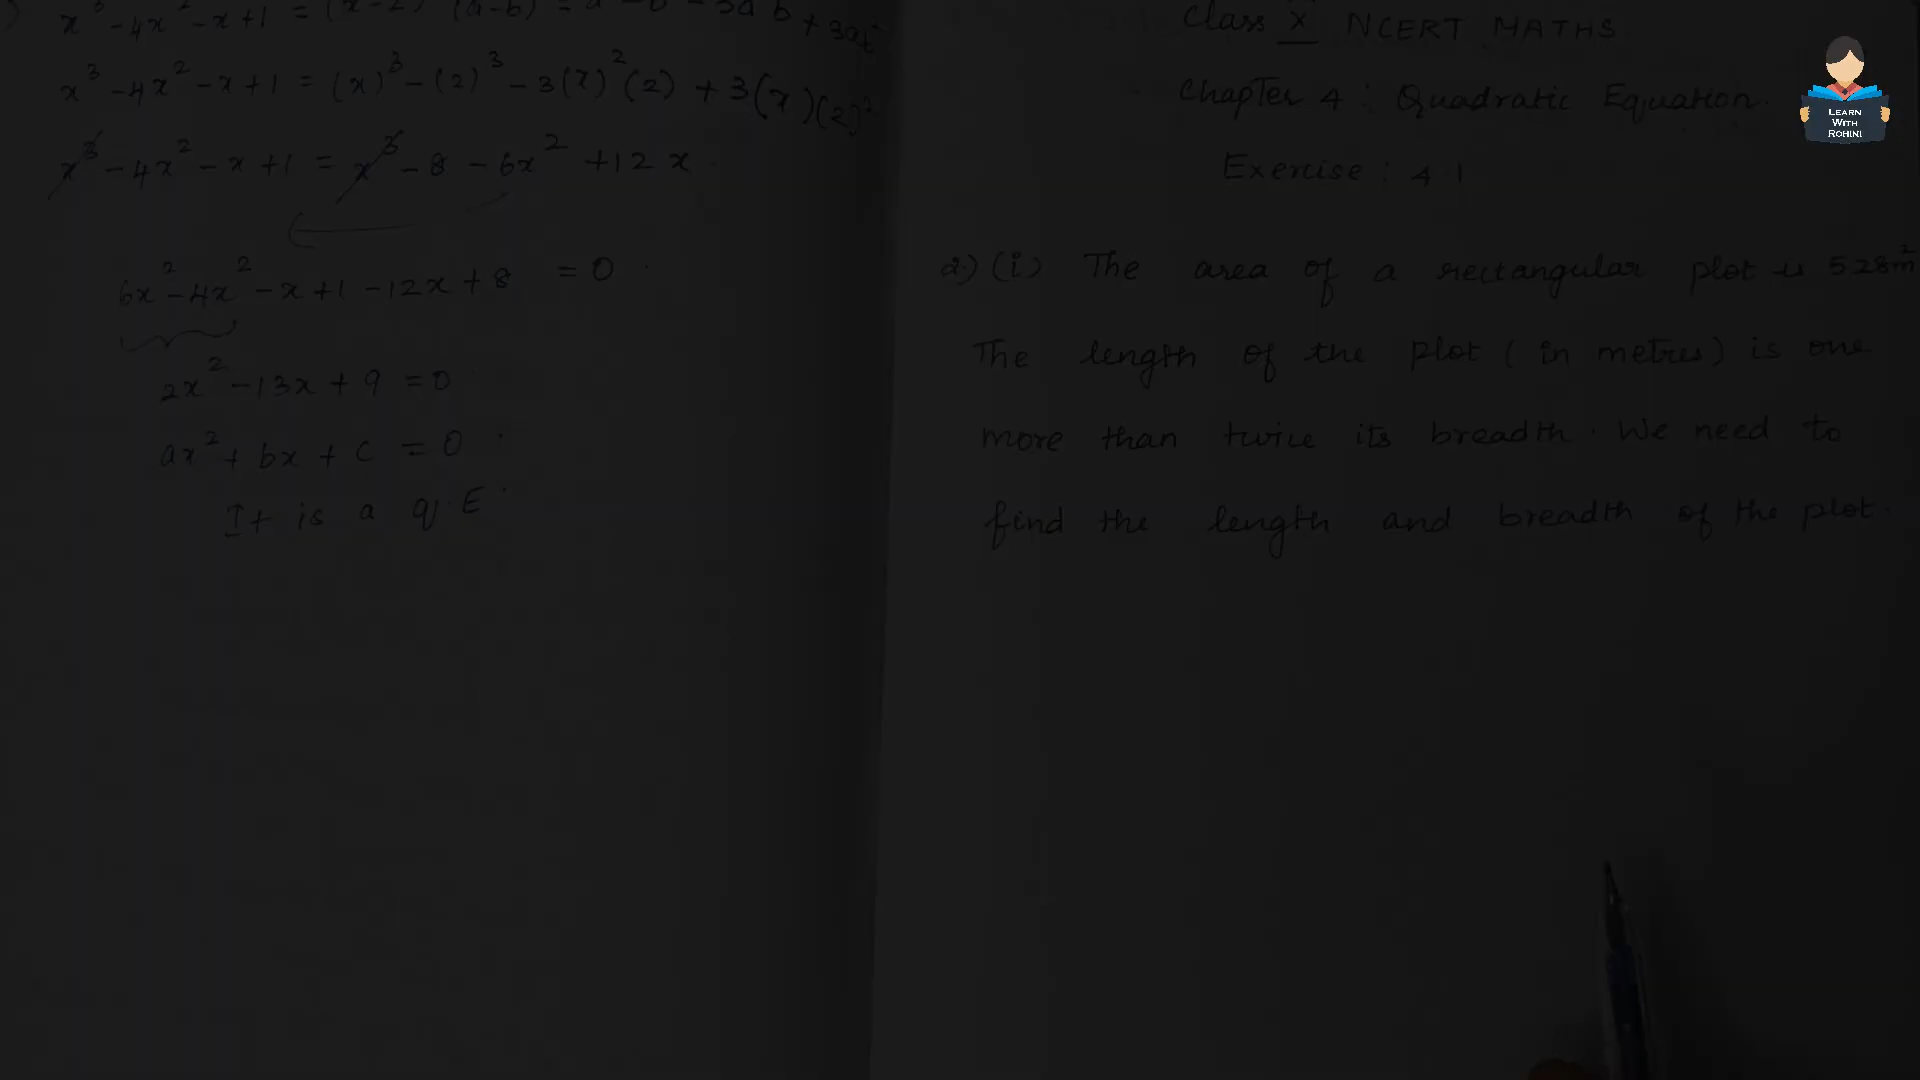 x³ - 4x² - x + 1 = (x-2)³ (a-b)³ = a³ - b³ - 3a²b + 3ab²
x³ - 4x² - x + 1 = (x)³ - (2)³ - 3(x)²(2) + 3(x)(2)²
x³ - 4x² - x + 1 = x³ - 8 - 6x² + 12x
6x² - 4x² - x + 1 - 12x + 8 = 0
2x² - 13x + 9 = 0
ax² + bx + c = 0
It is a q.E
Class X NCERT MATHS
Chapter 4 : Quadratic Equation
Exercise : 4.1
2) (i) The area of a rectangular plot is 528m²
The length of the plot (in metres) is one
more than twice its breadth. We need to
find the length and breadth of the plot.
LEARN
WITH
ROHINI